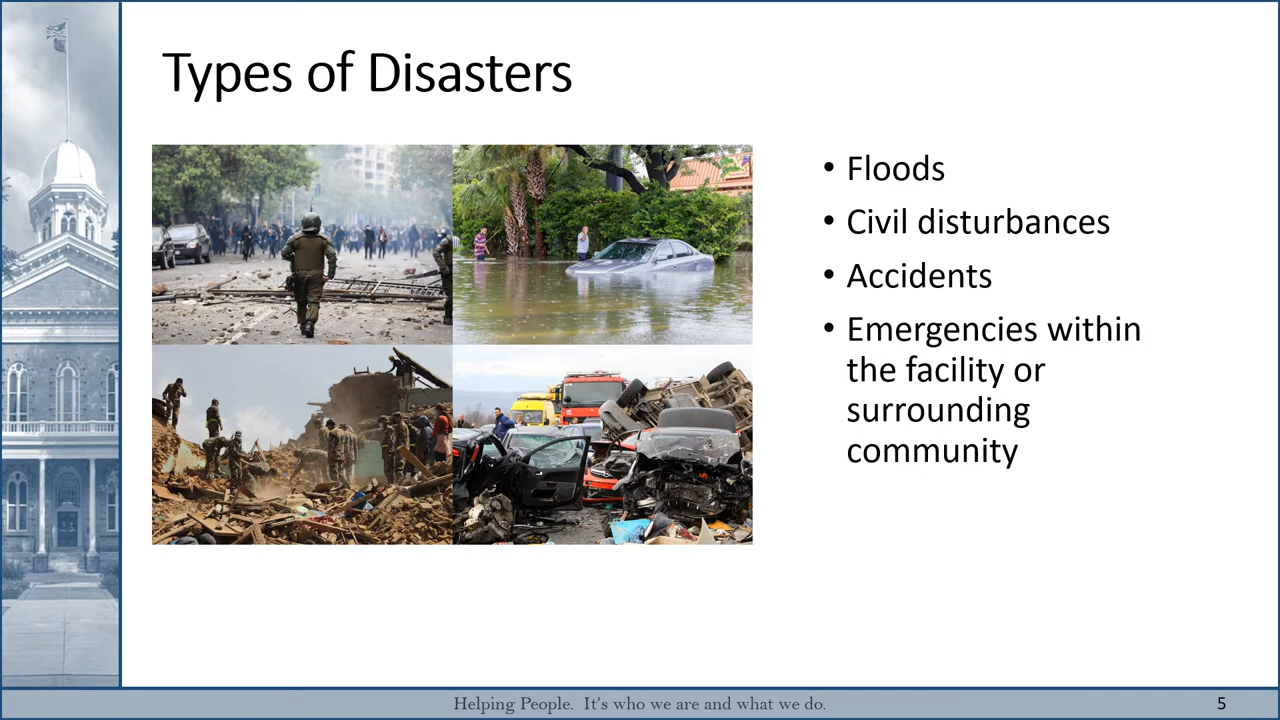 Types of Disasters
• Floods
• Civil disturbances
• Accidents
• Emergencies within
the facility or
surrounding
community
Helping People.  It’s who we are and what we do.
5